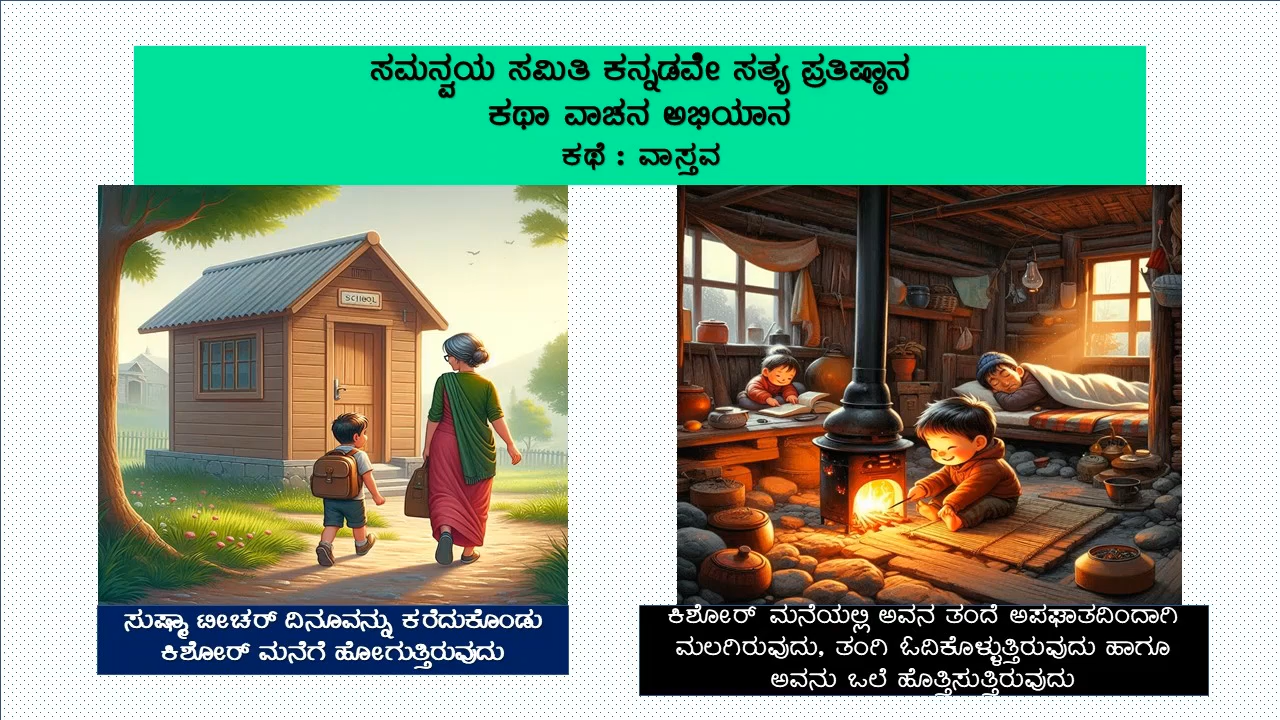 ಸಮನ್ವಯ ಸಮಿತಿ ಕನ್ನಡವೇ ಸತ್ಯ ಪ್ರತಿಷ್ಠಾನ
ಕಥಾ ವಾಚನ ಅಭಿಯಾನ
ಕಥೆ : ವಾಸ್ತವ
SCHOOL
ಸುಷ್ಮಾ ಟೀಚರ್ ದಿನೂವನ್ನು ಕರೆದುಕೊಂಡು
ಕಿಶೋರ್ ಮನೆಗೆ ಹೋಗುತ್ತಿರುವುದು
ಕಿಶೋರ್ ಮನೆಯಲ್ಲಿ ಅವನ ತಂದೆ ಅಪಘಾತದಿಂದಾಗಿ
ಮಲಗಿರುವುದು, ತಂಗಿ ಓದಿಕೊಳ್ಳುತ್ತಿರುವುದು ಹಾಗೂ
ಅವನು ಒಲೆ ಹೊತ್ತಿಸುತ್ತಿರುವುದು